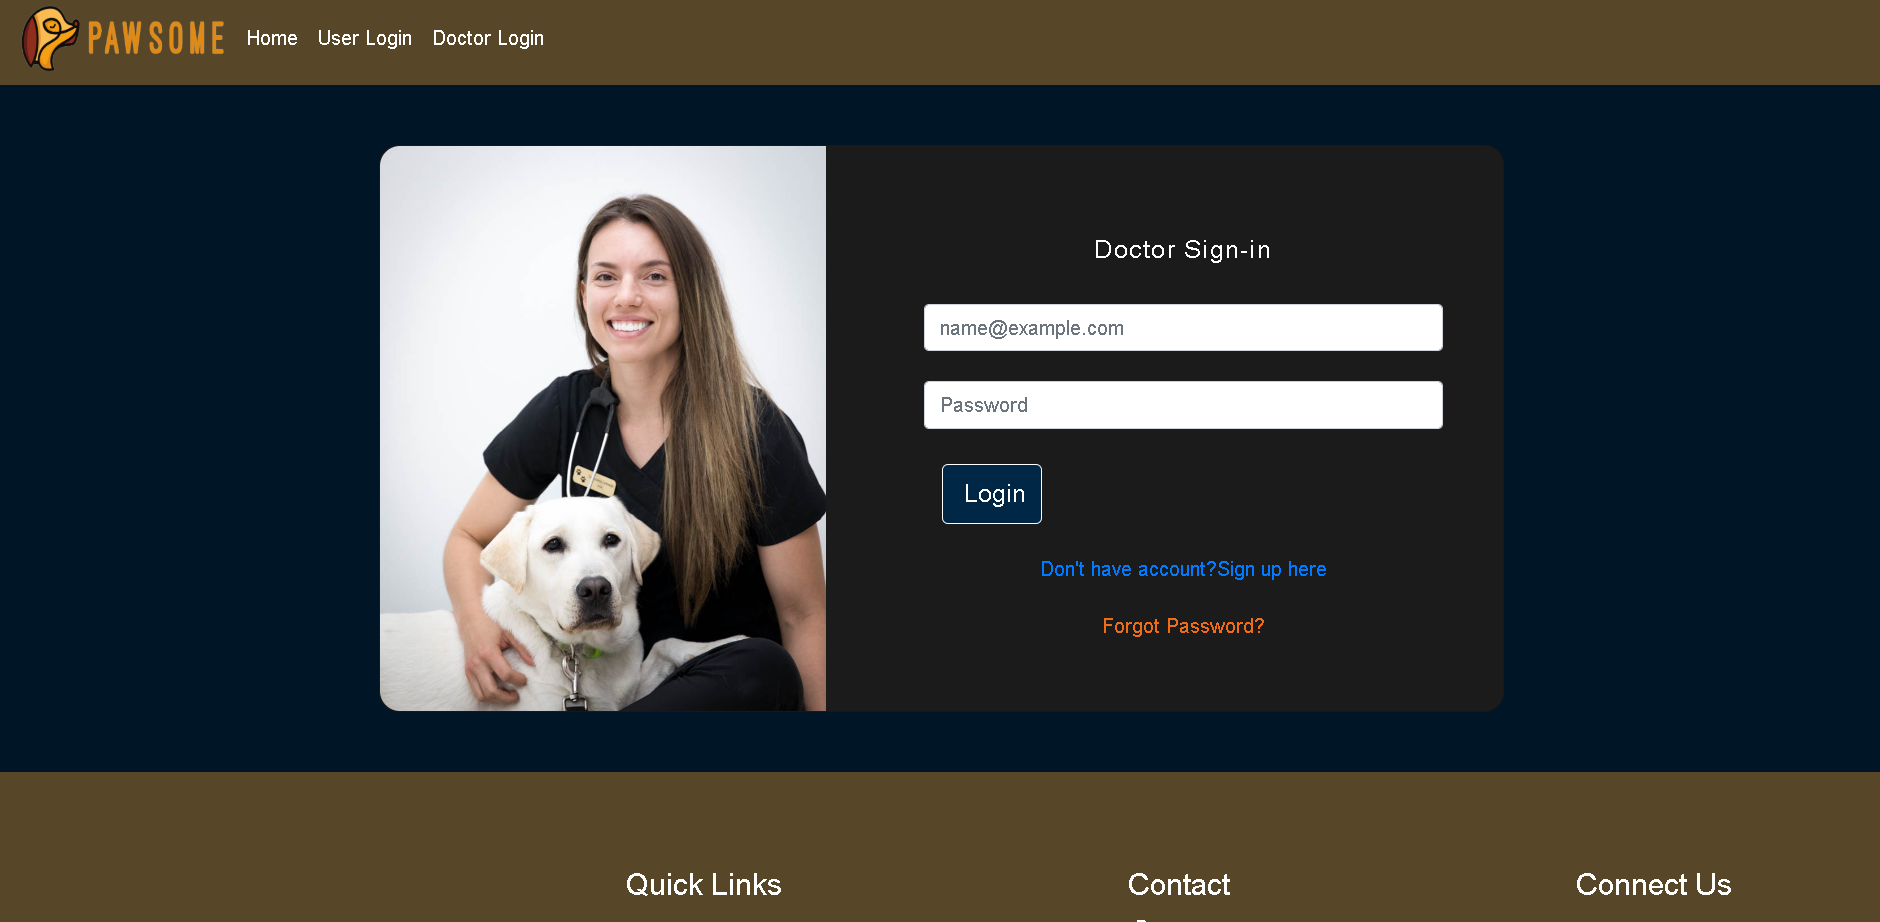 PAWSOME
Home
User Login
Doctor Login
Doctor Sign-in
name@example.com
Password
Login
Don't have account?Sign up here
Forgot Password?
Quick Links
Contact
Connect Us